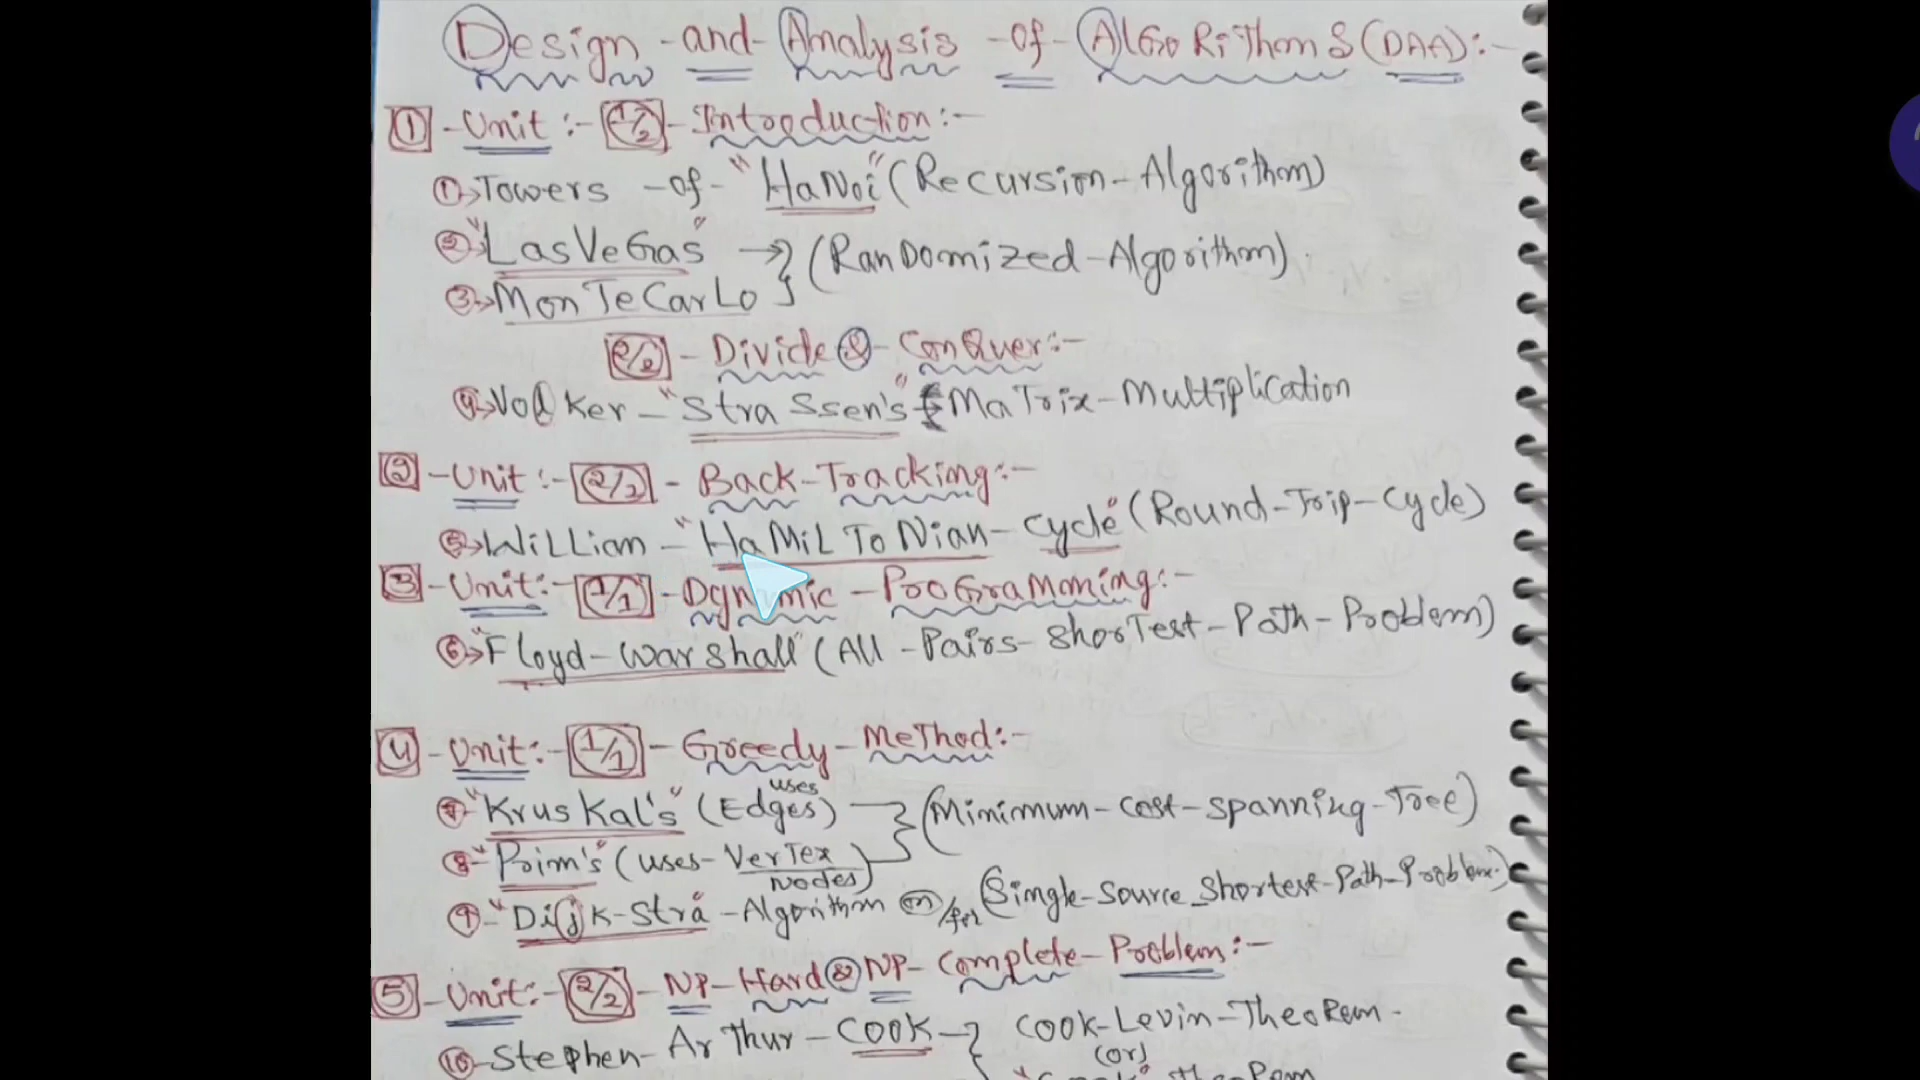 Design - and - Analysis - of - AlGoRiThmS (DAA):-
1 - Unit :- 1/2 - Introduction:-
1→Towers - of - "HaNoi" (Recursion - Algorithm)
2→"LasVeGas" → } (RanDomized - Algorithm)
3→MonTeCarLo }
2/2 - Divide & - ConQuer:-
4→Volker - "StraSsen's" MaTrix - Multiplication
2 - Unit :- 2/2 - Back - Tracking:-
5→WiLLiam - "HaMiLToNian - cycle" (Round - Trip - Cycle)
3 - Unit:- 1/1 - Dynamic - ProGramming:-
6→"Floyd - warshall" (All - Pairs - ShorTest - Path - Problem)
4 - Unit:- 1/1 - Greedy - MeThod:-
7→"KrusKal's" (uses Edges) } (Minimum - cost - spanning - Tree)
8→"Prim's" (uses - VerTex / Nodes) }
9 - "Dijk - stra" - Algorithm or/for (Single - Source - Shortest - Path - Problem)
5 - Unit:- 2/2 - NP - Hard & NP - Complete - Problem:-
10→Stephen - ArThur - COOK - } COOK - Levin - TheoRem -
(or)